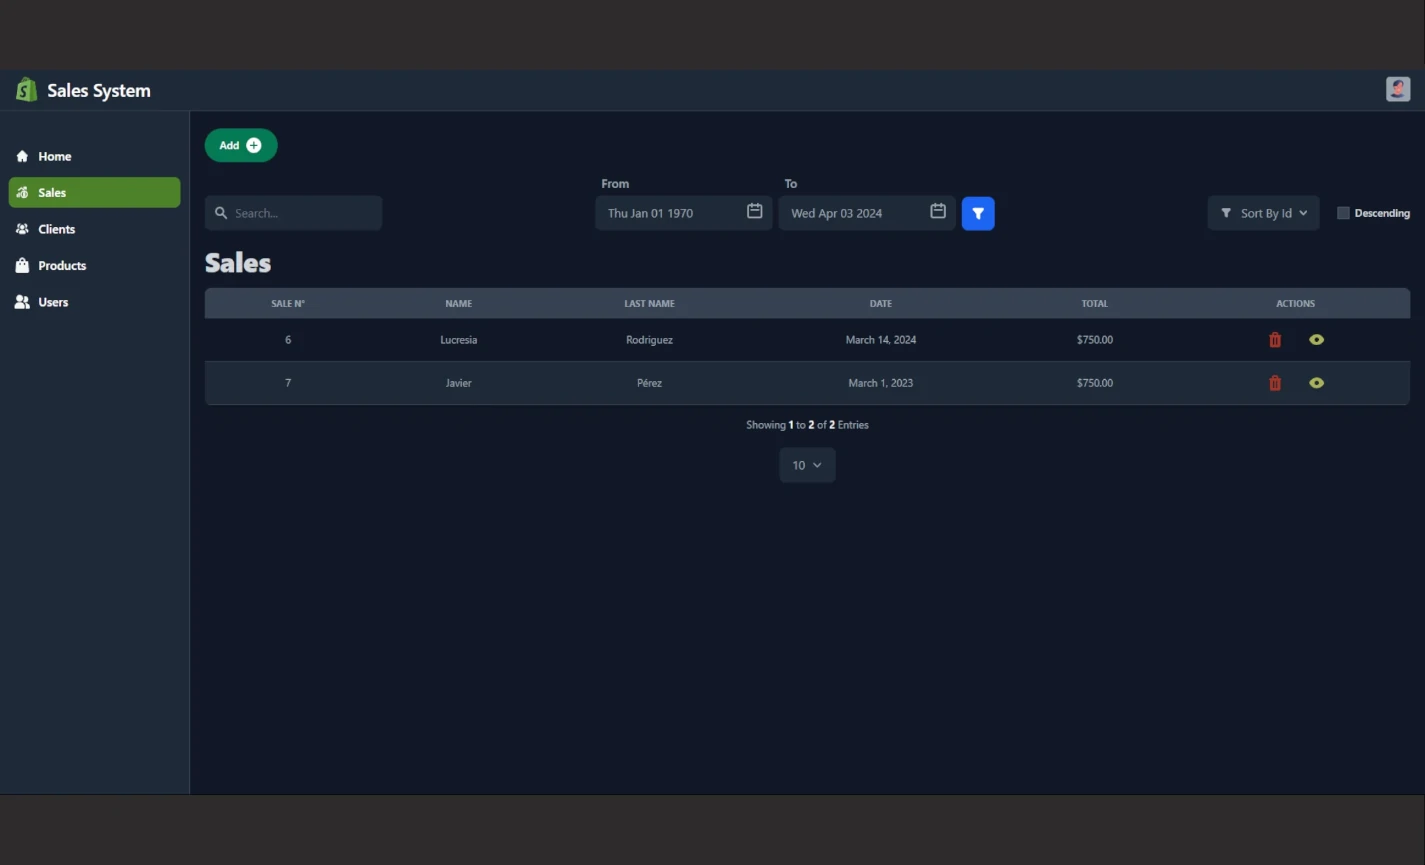 Sales System
Home
Sales
Clients
Products
Users
Add
From To
Search... Thu Jan 01 1970 Wed Apr 03 2024 Sort By Id Descending
Sales
SALE N° NAME LAST NAME DATE TOTAL ACTIONS
6 Lucresia Rodriguez March 14, 2024 $750.00
7 Javier Pérez March 1, 2023 $750.00
Showing 1 to 2 of 2 Entries
10